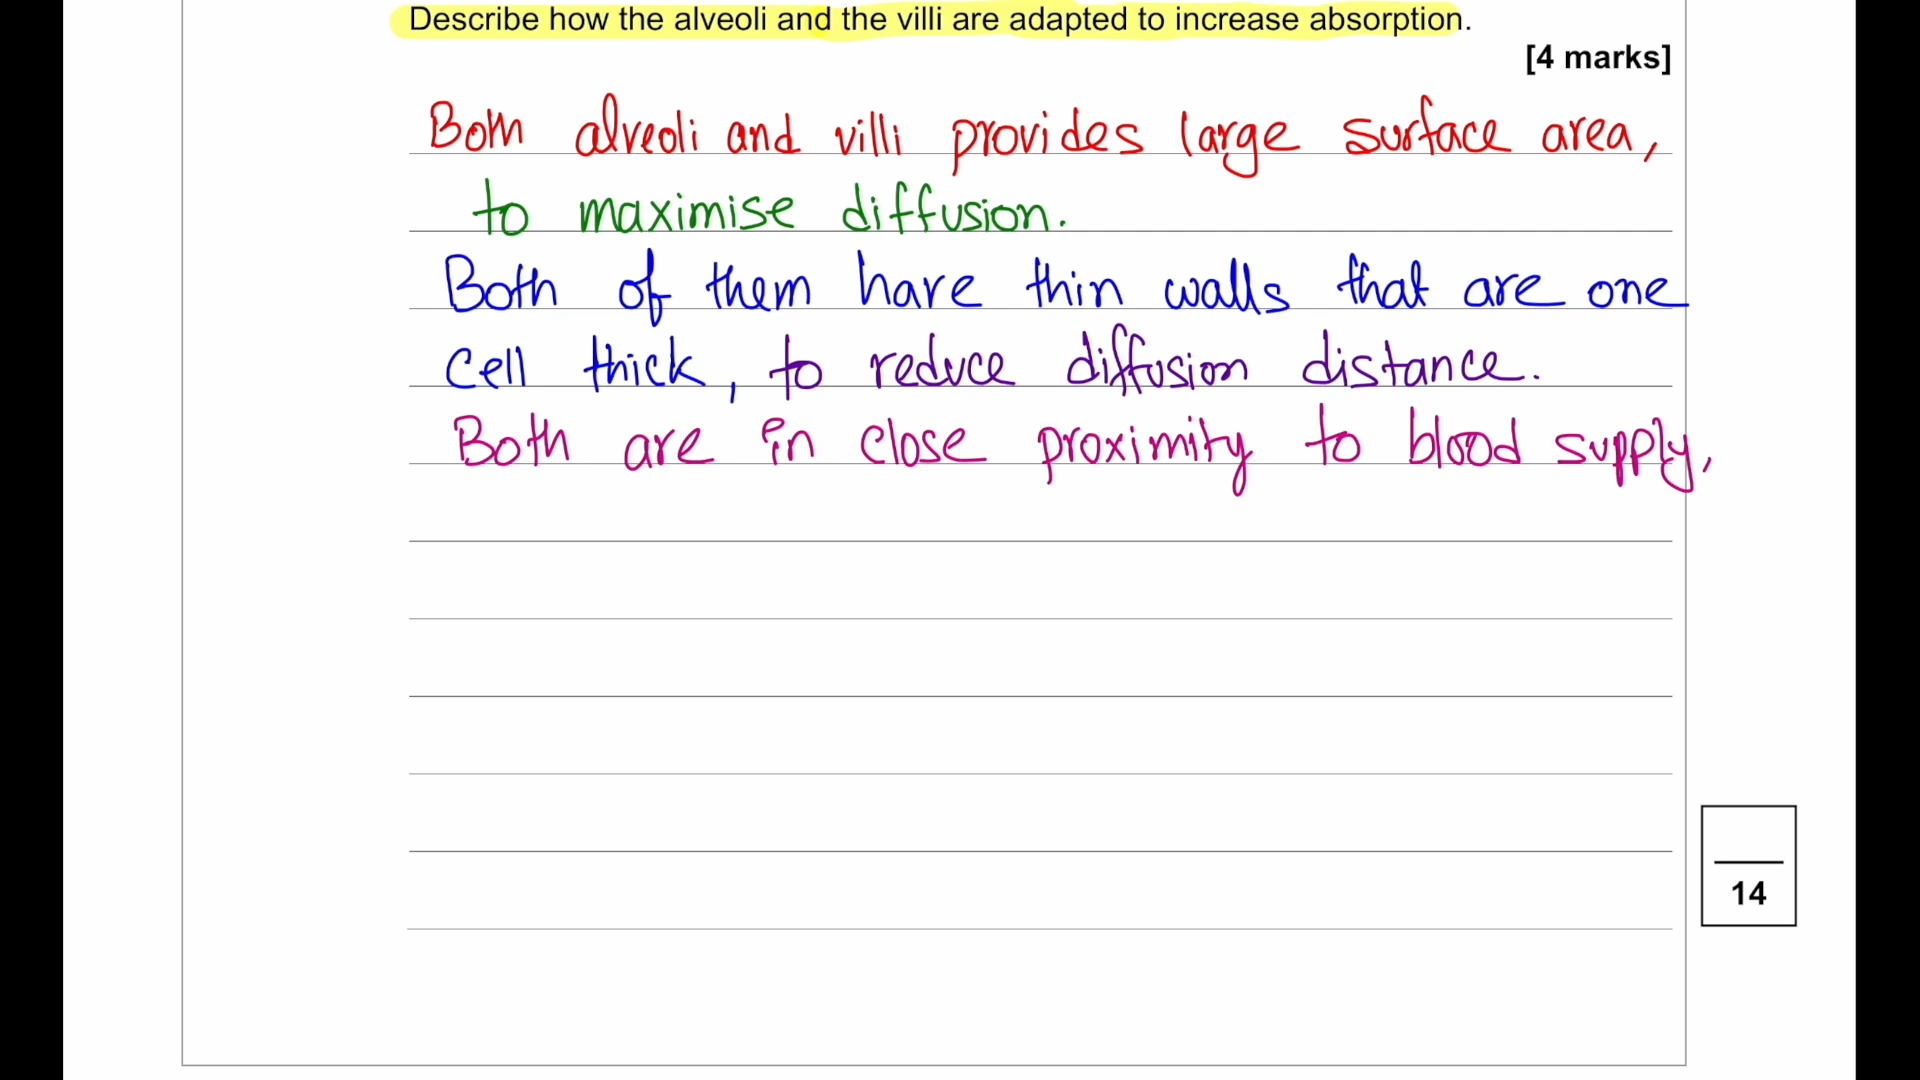 Describe how the alveoli and the villi are adapted to increase absorption.
[4 marks]
Both alveoli and villi provides large surface area,
to maximise diffusion.
Both of them have thin walls that are one
cell thick, to reduce diffusion distance.
Both are in close proximity to blood supply,
14